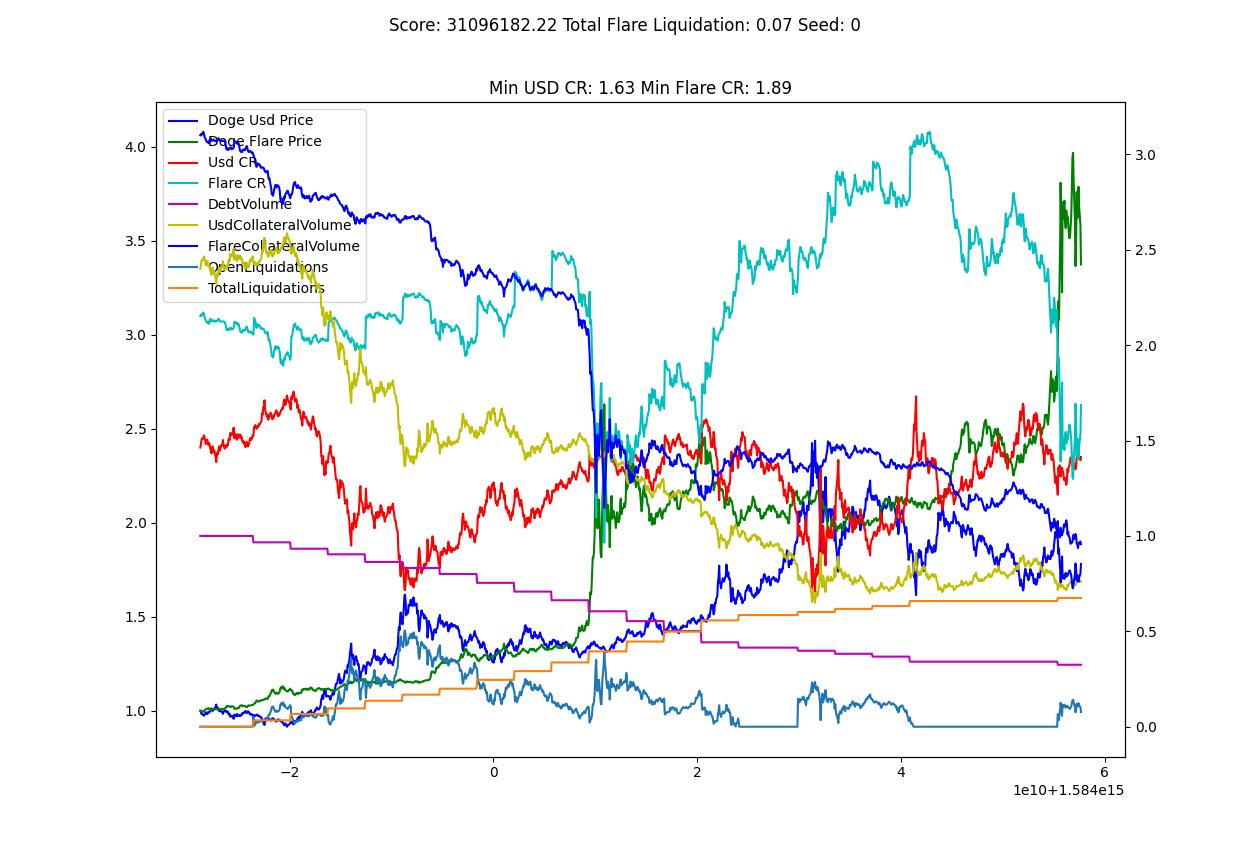 Score: 31096182.22 Total Flare Liquidation: 0.07 Seed: 0
Min USD CR: 1.63 Min Flare CR: 1.89
Doge Usd Price
Doge Flare Price
Usd CR
Flare CR
DebtVolume
UsdCollateralVolume
FlareCollateralVolume
OpenLiquidations
TotalLiquidations
4.0
3.5
3.0
2.5
2.0
1.5
1.0
3.0
2.5
2.0
1.5
1.0
0.5
0.0
−2
0
2
4
6
1e10+1.584e15